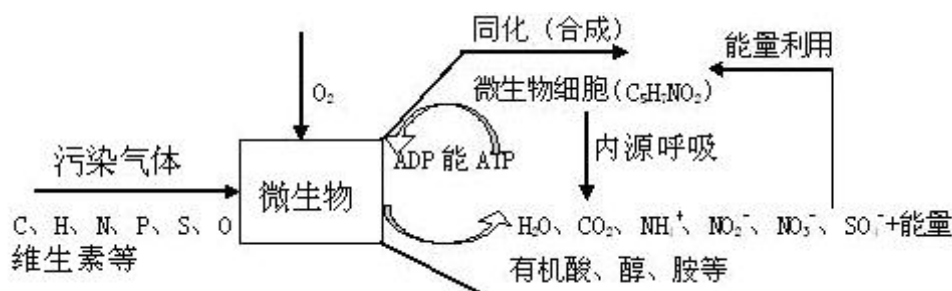 同化（合成）
能量利用
O₂
微生物细胞(C₅H₇NO₂)
污染气体
ADP 能 ATP
内源呼吸
微生物
C、H、N、P、S、O
H₂O、CO₂、NH₄⁺、NO₂⁻、NO₃⁻、SO₄⁻+能量
维生素等
有机酸、醇、胺等